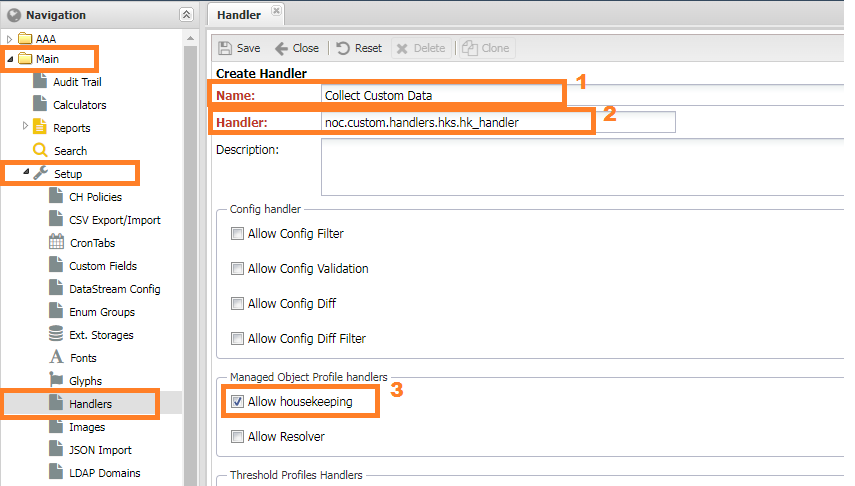 Navigation
AAA
Main
Audit Trail
Calculators
Reports
Search
Setup
CH Policies
CSV Export/Import
CronTabs
Custom Fields
DataStream Config
Enum Groups
Ext. Storages
Fonts
Glyphs
Handlers
Images
JSON Import
LDAP Domains
Handler
Save Close Reset Delete Clone
Create Handler
Name: Collect Custom Data 1
Handler: noc.custom.handlers.hks.hk_handler 2
Description:
Config handler
Allow Config Filter
Allow Config Validation
Allow Config Diff
Allow Config Diff Filter
Managed Object Profile handlers
Allow housekeeping 3
Allow Resolver
Threshold Profiles Handlers